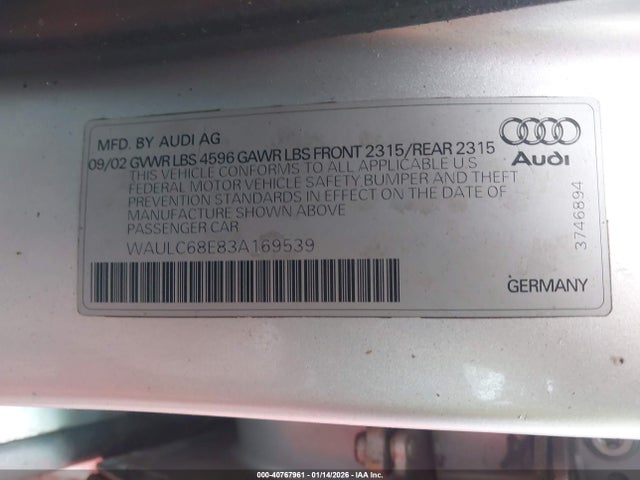 MFD. BY AUDI AG
09/02 GVWR LBS 4596 GAWR LBS FRONT 2315/REAR 2315
THIS VEHICLE CONFORMS TO ALL APPLICABLE U.S
FEDERAL MOTOR VEHICLE SAFETY BUMPER AND THEFT
PREVENTION STANDARDS IN EFFECT ON THE DATE OF
MANUFACTURE SHOWN ABOVE
PASSENGER CAR
WAULC68E83A169539
Audi
3746894
GERMANY
000-40767961 - 01/14/2026 - IAA, Inc.